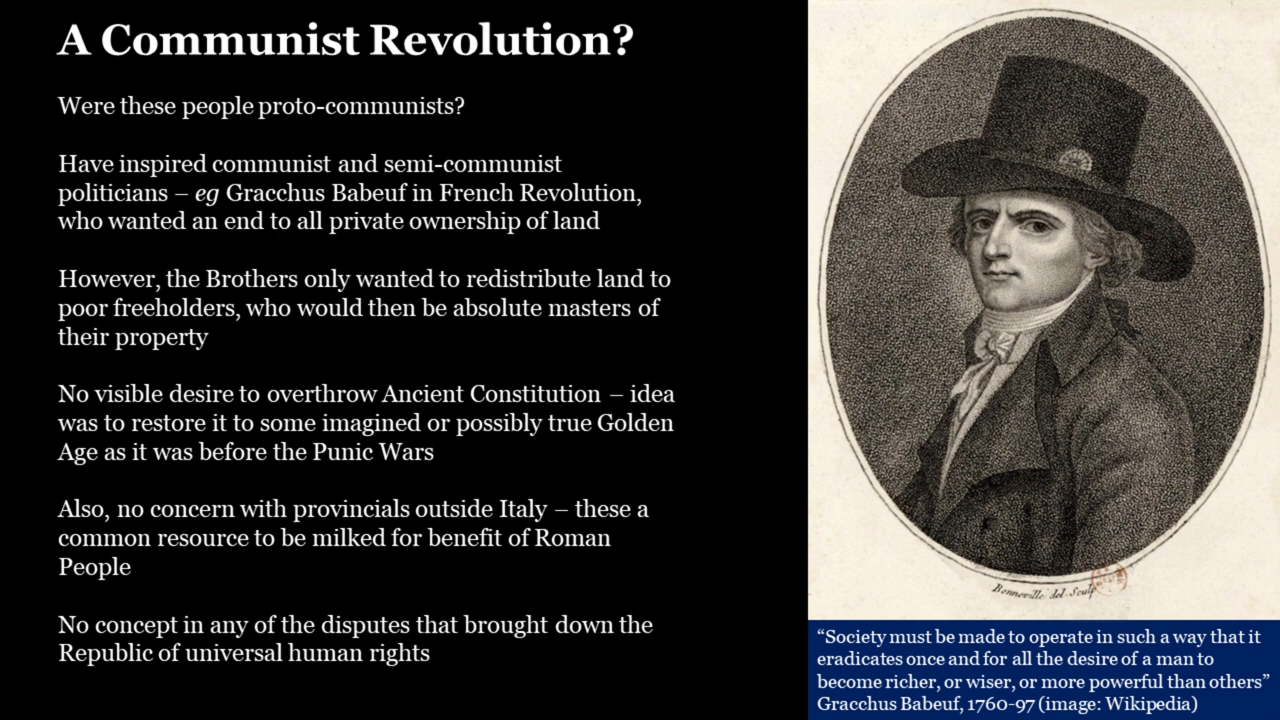 A Communist Revolution?
Were these people proto-communists?
Have inspired communist and semi-communist
politicians – eg Gracchus Babeuf in French Revolution,
who wanted an end to all private ownership of land
However, the Brothers only wanted to redistribute land to
poor freeholders, who would then be absolute masters of
their property
No visible desire to overthrow Ancient Constitution – idea
was to restore it to some imagined or possibly true Golden
Age as it was before the Punic Wars
Also, no concern with provincials outside Italy – these a
common resource to be milked for benefit of Roman
People
No concept in any of the disputes that brought down the
Republic of universal human rights
Bonneville del. Sculp
“Society must be made to operate in such a way that it
eradicates once and for all the desire of a man to
become richer, or wiser, or more powerful than others”
Gracchus Babeuf, 1760-97 (image: Wikipedia)